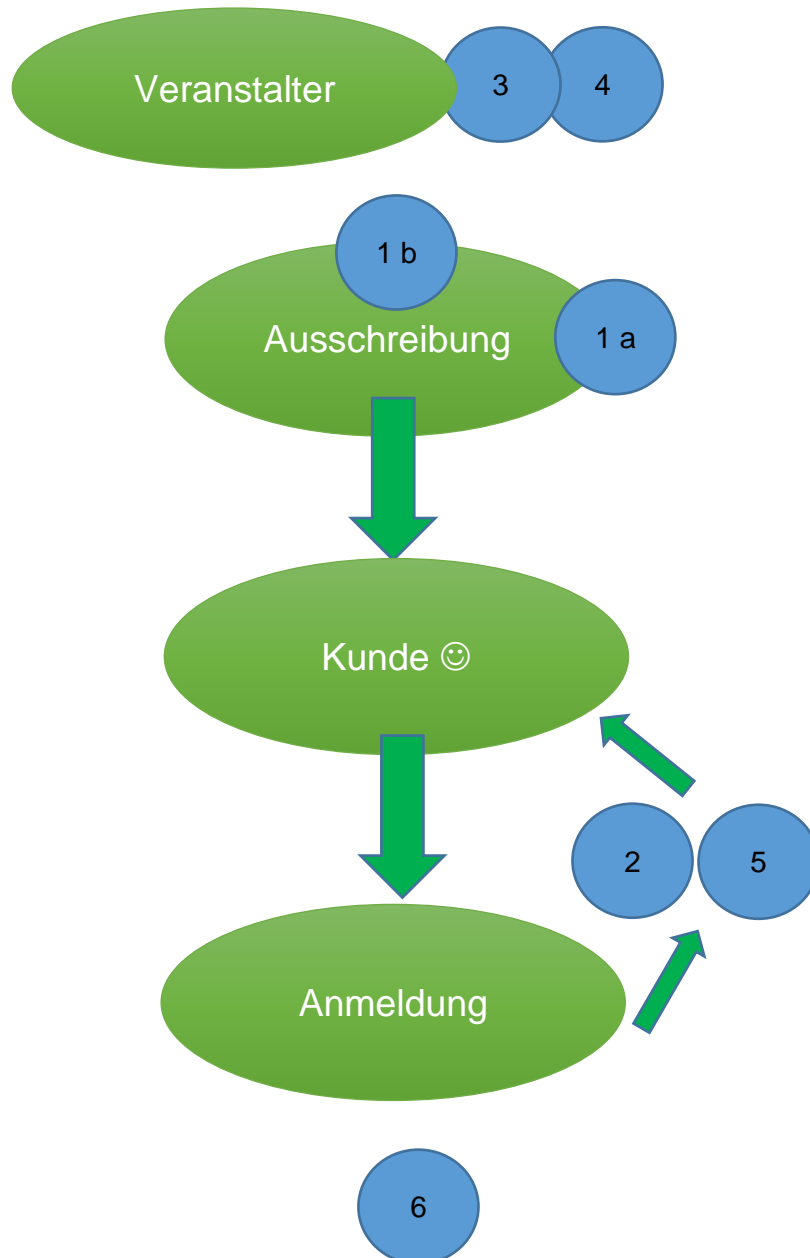 Veranstalter
3
4
1 b
Ausschreibung
1 a
Kunde ☺
2
5
Anmeldung
6